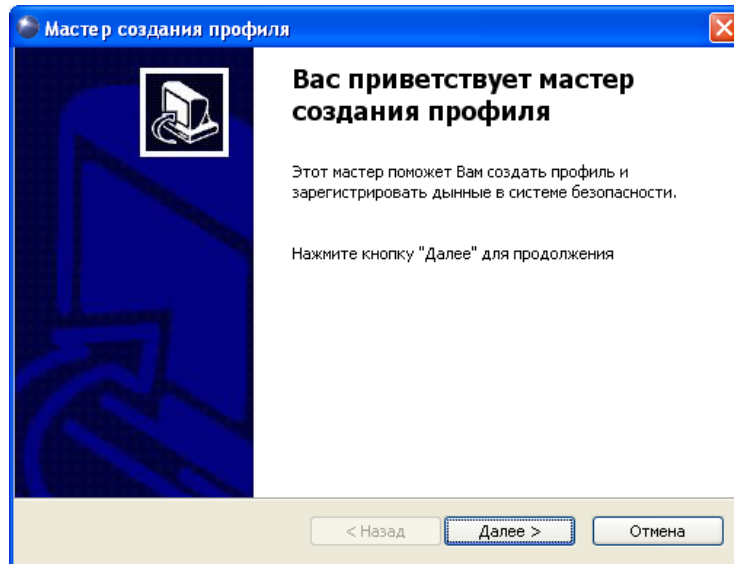 Мастер создания профиля
Вас приветствует мастер
создания профиля
Этот мастер поможет Вам создать профиль и
зарегистрировать дынные в системе безопасности.
Нажмите кнопку "Далее" для продолжения
< Назад
Далее >
Отмена